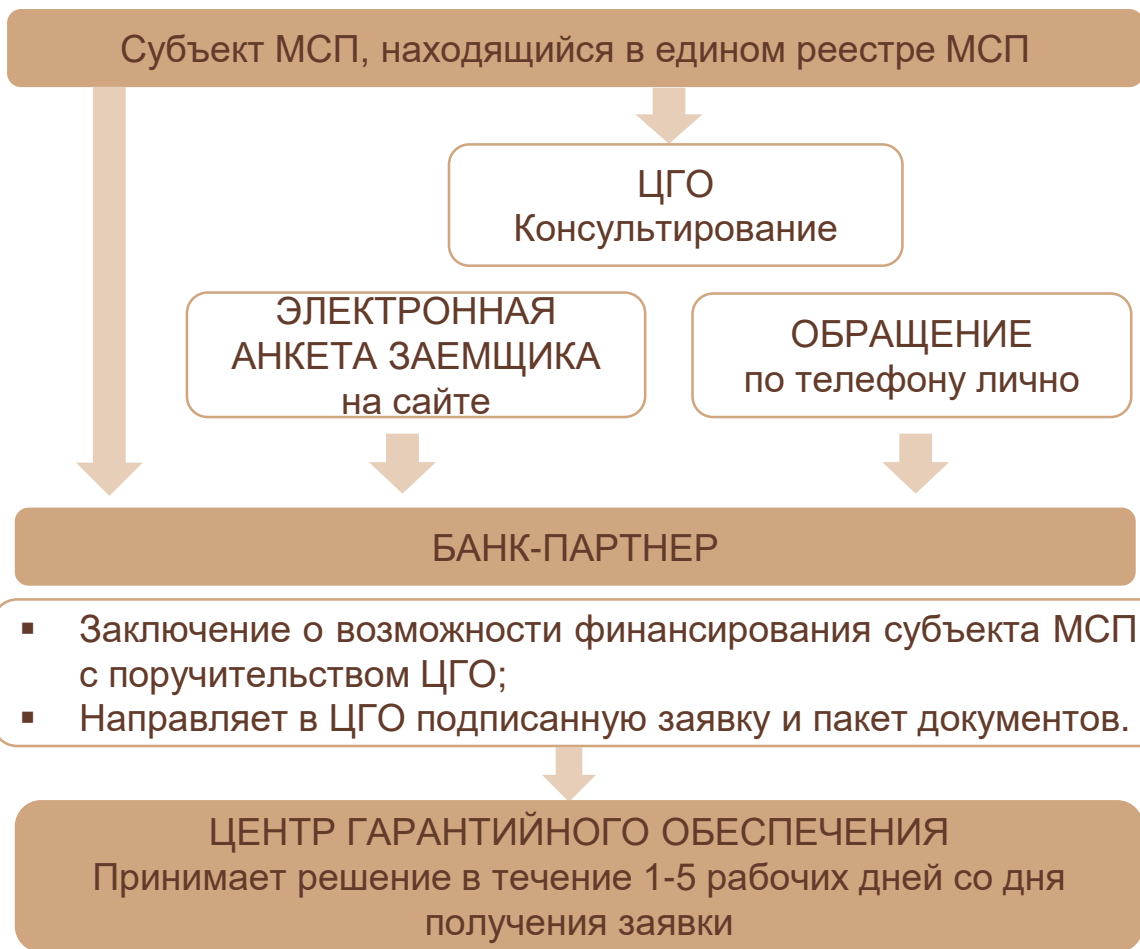 Субъект МСП, находящийся в едином реестре МСП
ЦГО
Консультирование
ЭЛЕКТРОННАЯ
АНКЕТА ЗАЕМЩИКА
на сайте
ОБРАЩЕНИЕ
по телефону лично
БАНК-ПАРТНЕР
▪ Заключение о возможности финансирования субъекта МСП
с поручительством ЦГО;
▪ Направляет в ЦГО подписанную заявку и пакет документов.
ЦЕНТР ГАРАНТИЙНОГО ОБЕСПЕЧЕНИЯ
Принимает решение в течение 1-5 рабочих дней со дня
получения заявки